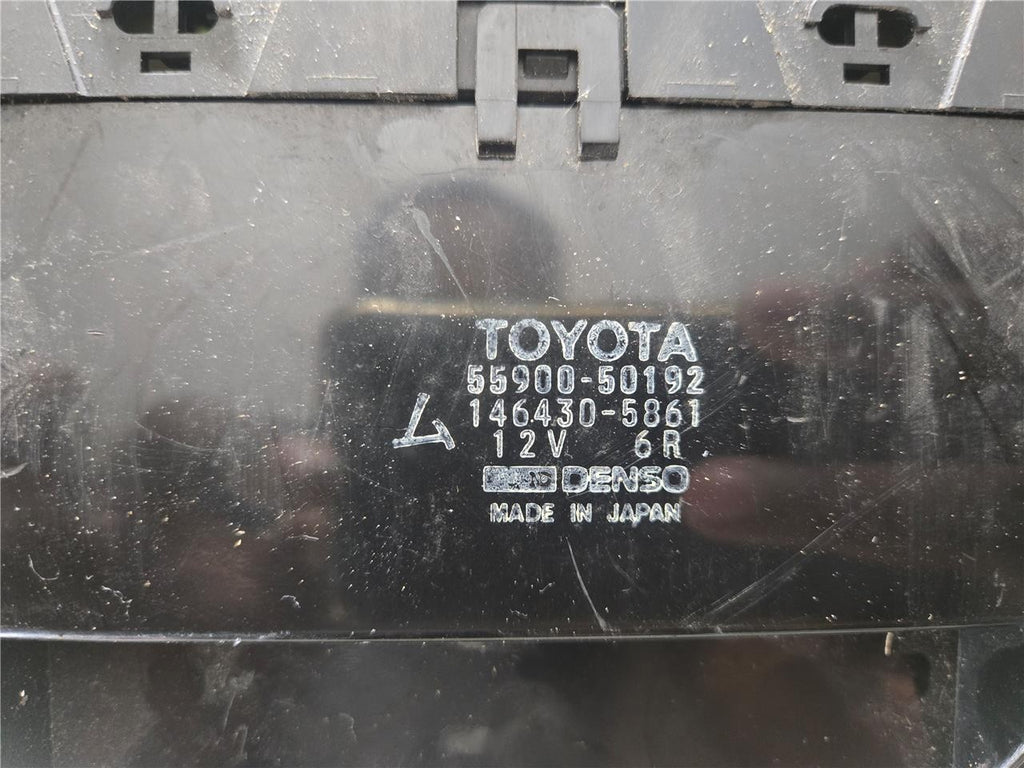 TOYOTA
55900-50192
146430-5861
12V 6R
DENSO
MADE IN JAPAN